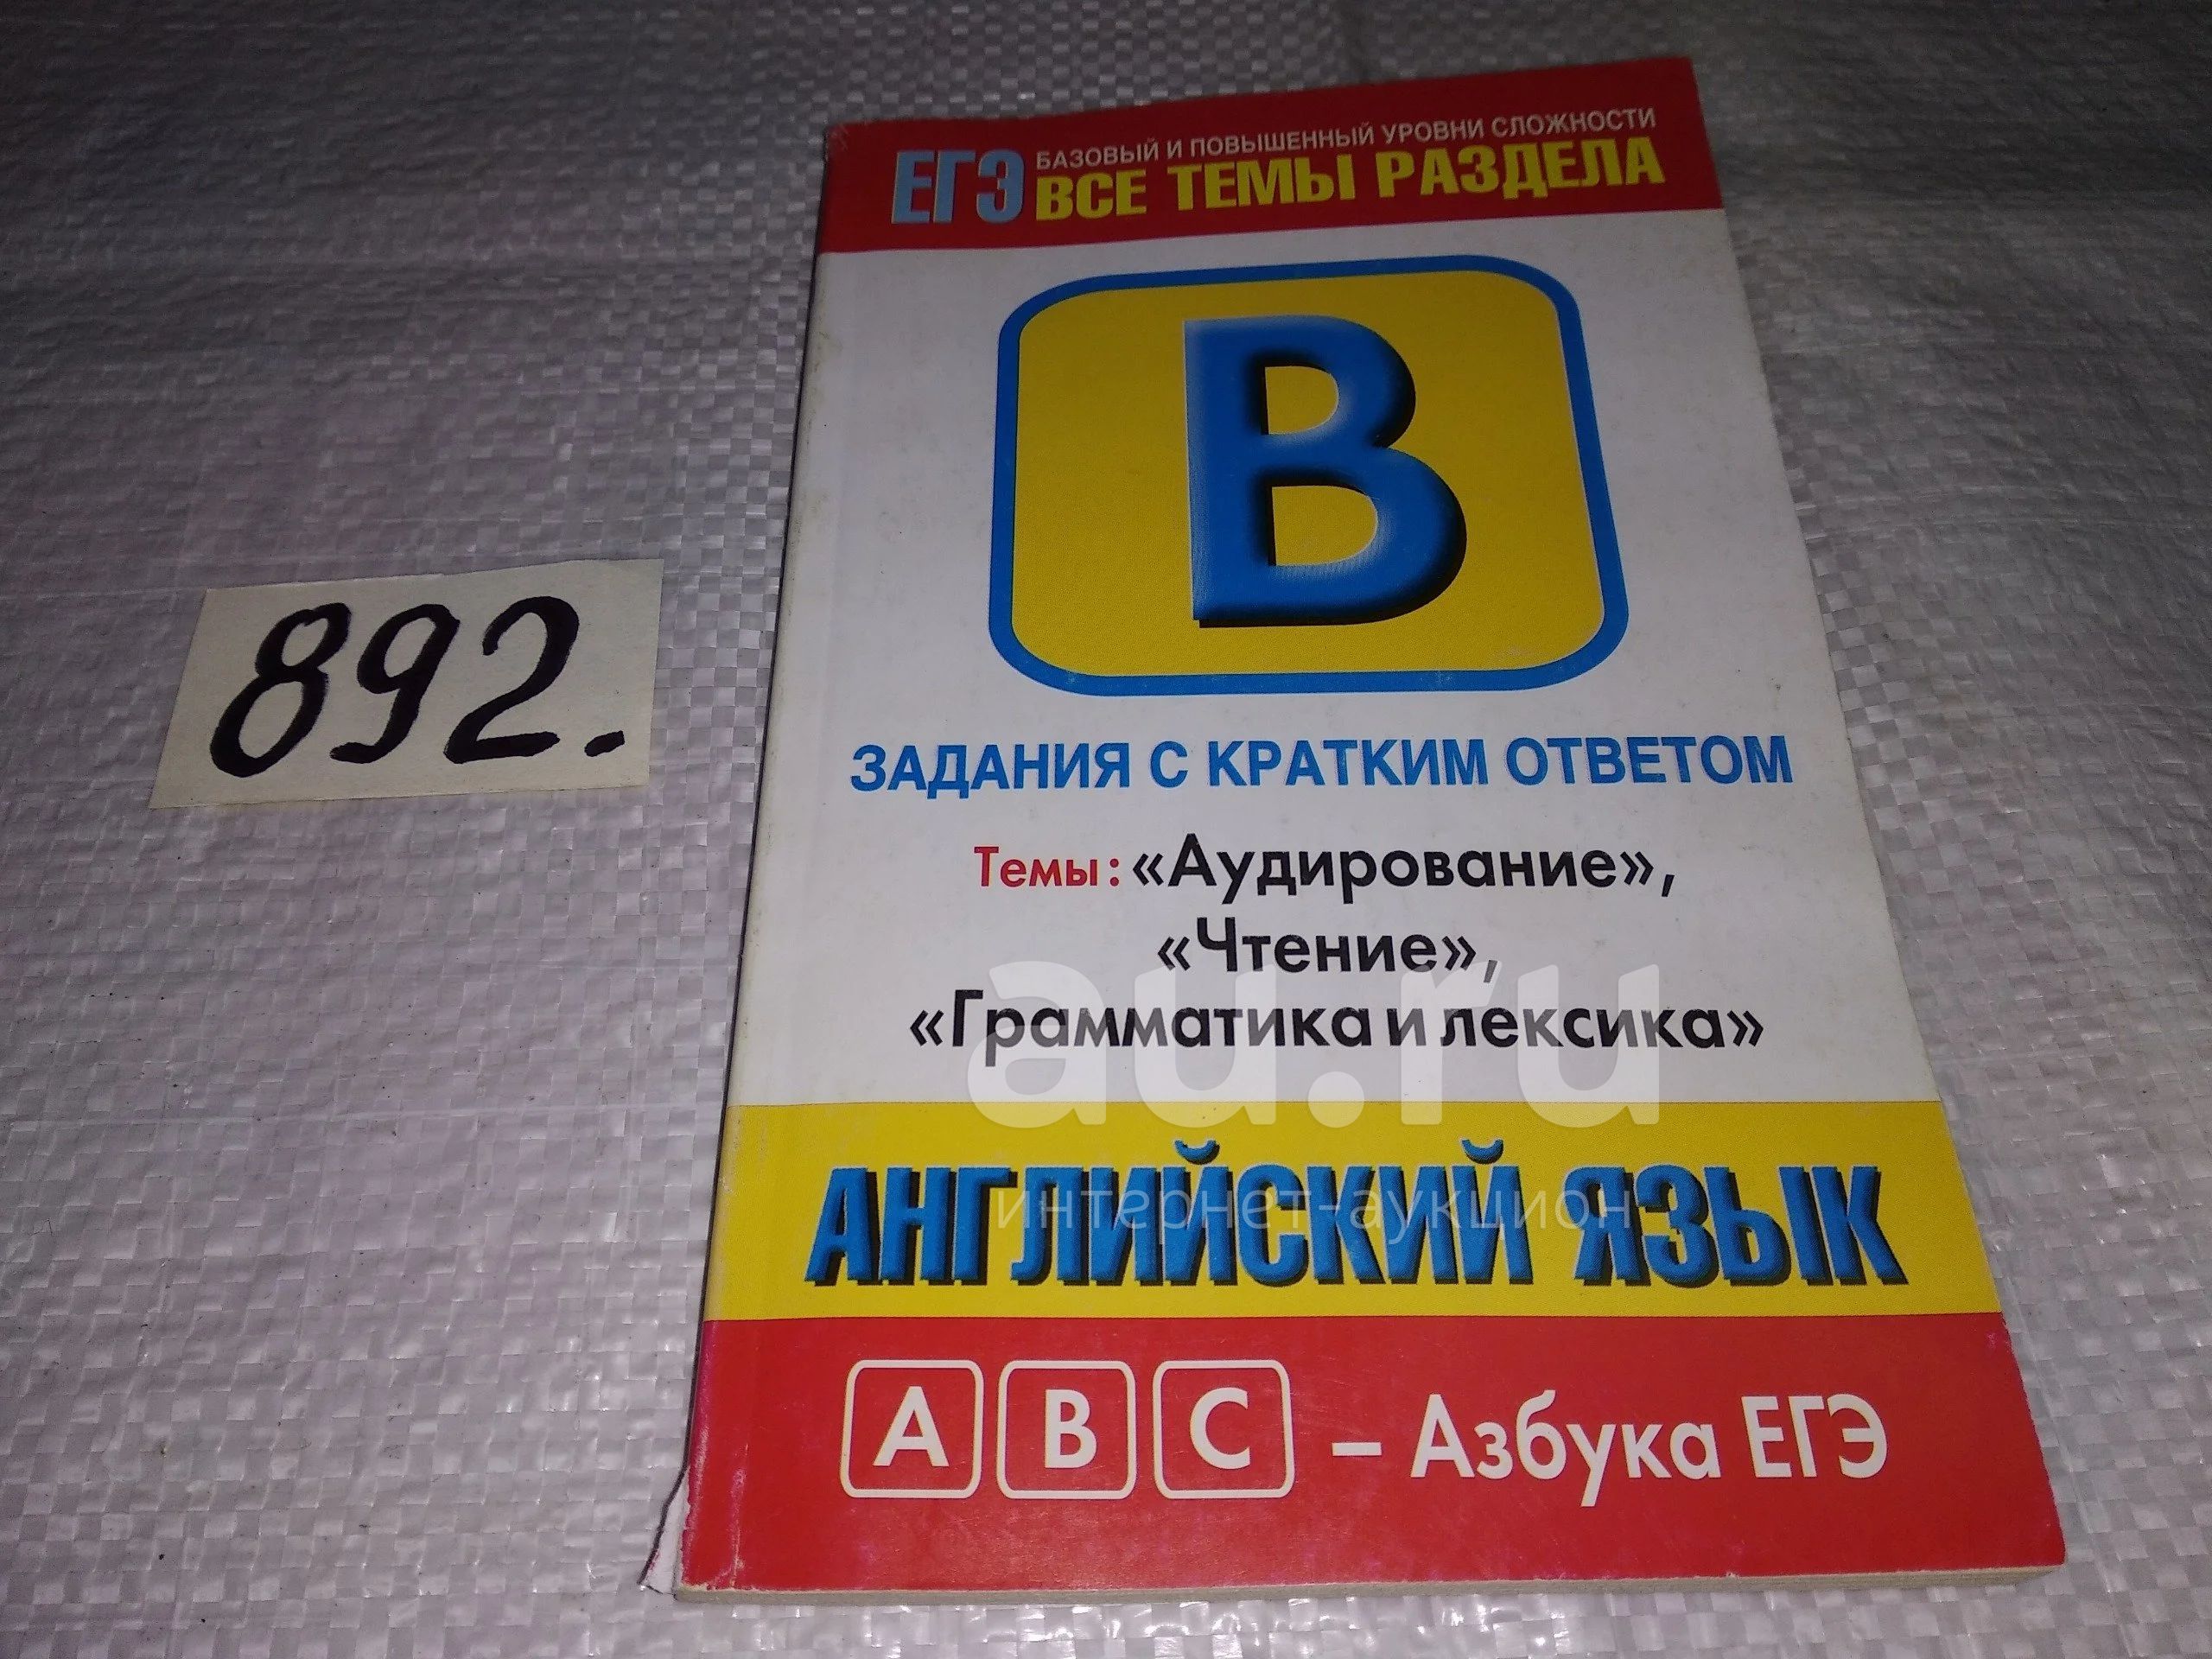 ЕГЭ БАЗОВЫЙ И ПОВЫШЕННЫЙ УРОВНИ СЛОЖНОСТИ
ВСЕ ТЕМЫ РАЗДЕЛА
В
892.
ЗАДАНИЯ С КРАТКИМ ОТВЕТОМ
Темы: «Аудирование»,
«Чтение»,
«Грамматика и лексика»
au.ru
АНГЛИЙСКИЙ ЯЗЫК
интернет-аукцион
А В С – Азбука ЕГЭ